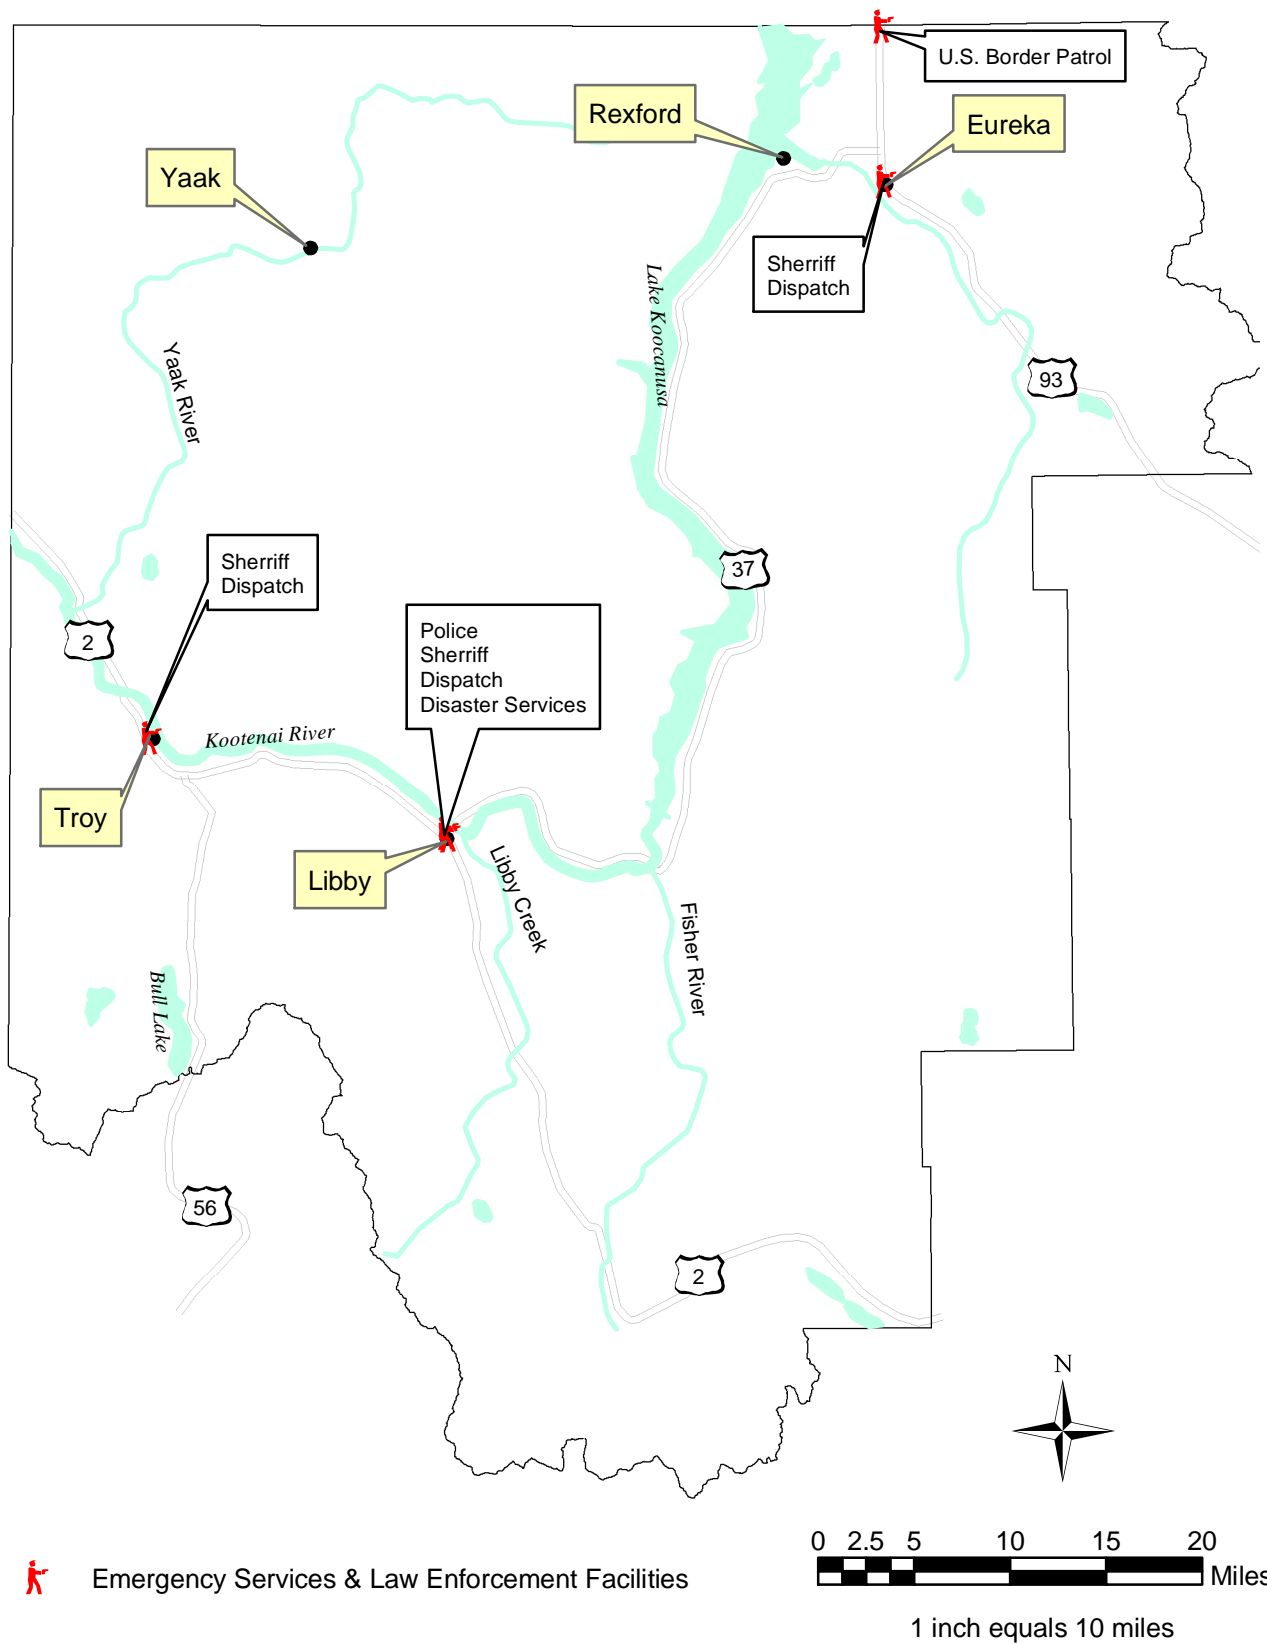 U.S. Border Patrol
Rexford
Eureka
Yaak
Sherriff
Dispatch
Lake Koocanusa
Yaak River
93
Sherriff
Dispatch
37
2
Police
Sherriff
Dispatch
Disaster Services
Kootenai River
Troy
Libby
Libby Creek
Fisher River
Bull Lake
56
2
N
0 2.5 5 10 15 20
Miles
Emergency Services & Law Enforcement Facilities
1 inch equals 10 miles